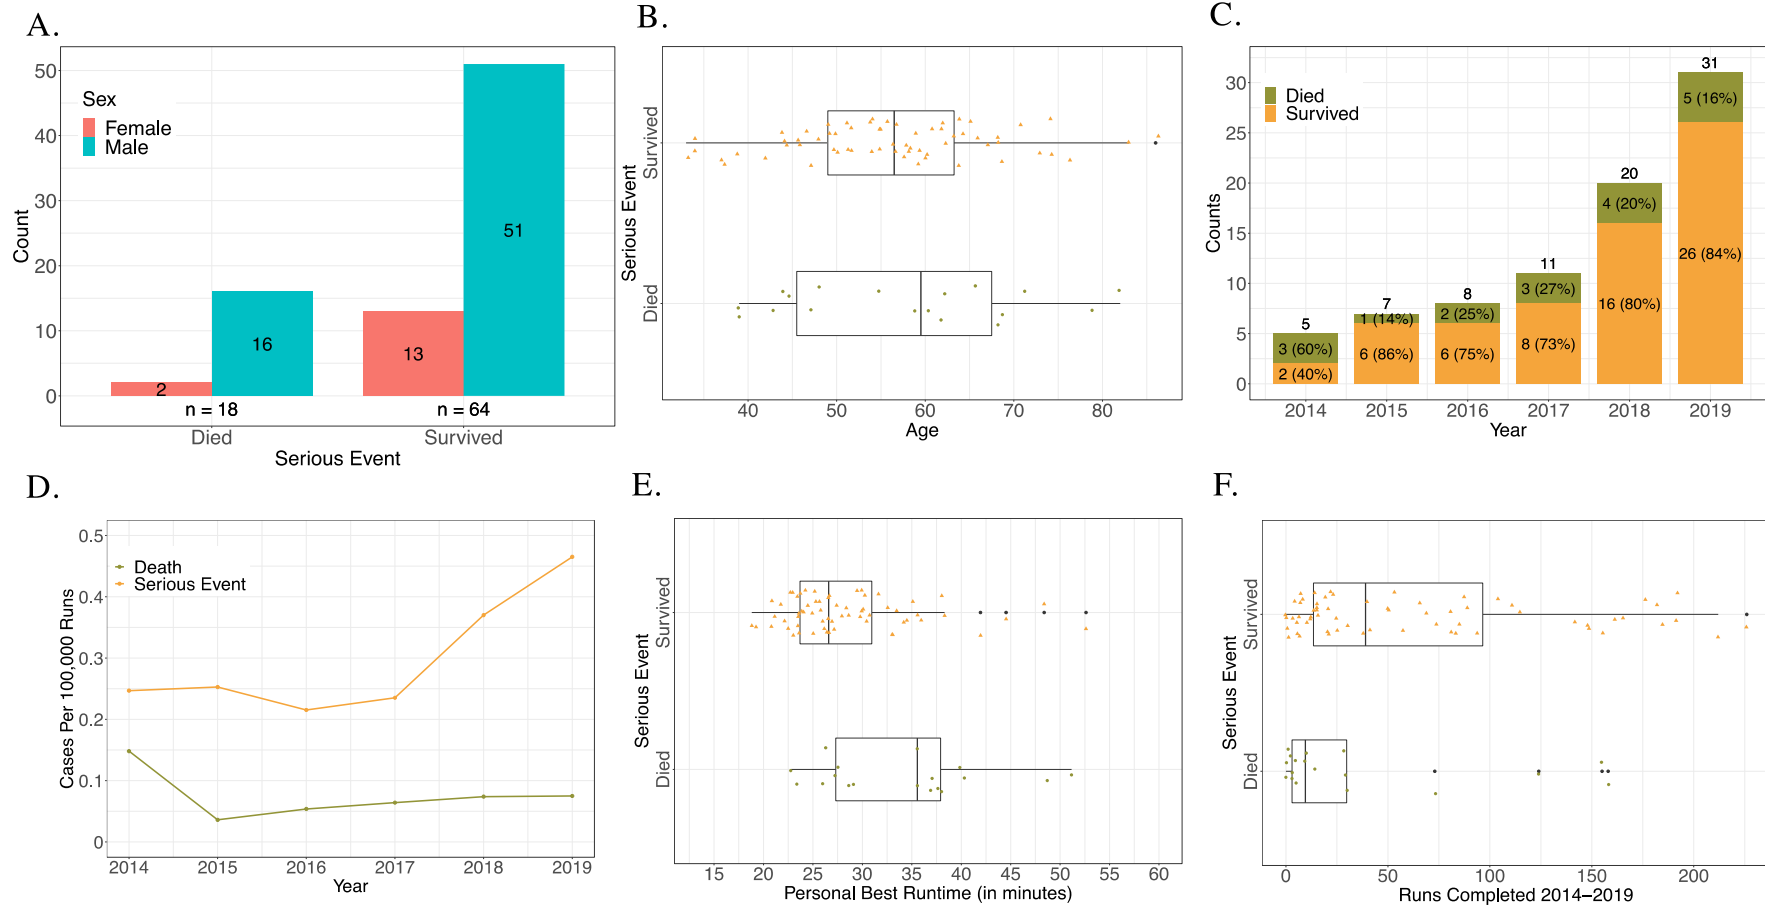 A.
50
40
30
20
10
0
Count
Sex
Female
Male
2
16
13
51
n = 18
n = 64
Died
Survived
Serious Event
B.
Serious Event
Survived
Died
40 50 60 70 80
Age
C.
30
25
20
15
10
5
0
Counts
Died
Survived
5
3 (60%)
2 (40%)
7
1 (14%)
6 (86%)
8
2 (25%)
6 (75%)
11
3 (27%)
8 (73%)
20
4 (20%)
16 (80%)
31
5 (16%)
26 (84%)
2014 2015 2016 2017 2018 2019
Year
D.
0.5
0.4
0.3
0.2
0.1
0
Cases Per 100,000 Runs
Death
Serious Event
2014 2015 2016 2017 2018 2019
Year
E.
Serious Event
Survived
Died
15 20 25 30 35 40 45 50 55 60
Personal Best Runtime (in minutes)
F.
Serious Event
Survived
Died
0 50 100 150 200
Runs Completed 2014–2019